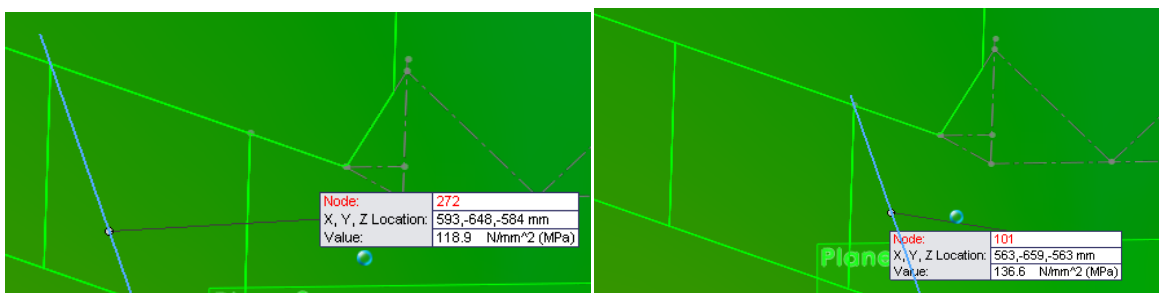 Node: 272
X, Y, Z Location: 593,-648,-584 mm
Value: 118.9 N/mm^2 (MPa)
Node: 101
X, Y, Z Location: 563,-659,-563 mm
Value: 136.6 N/mm^2 (MPa)
Plane